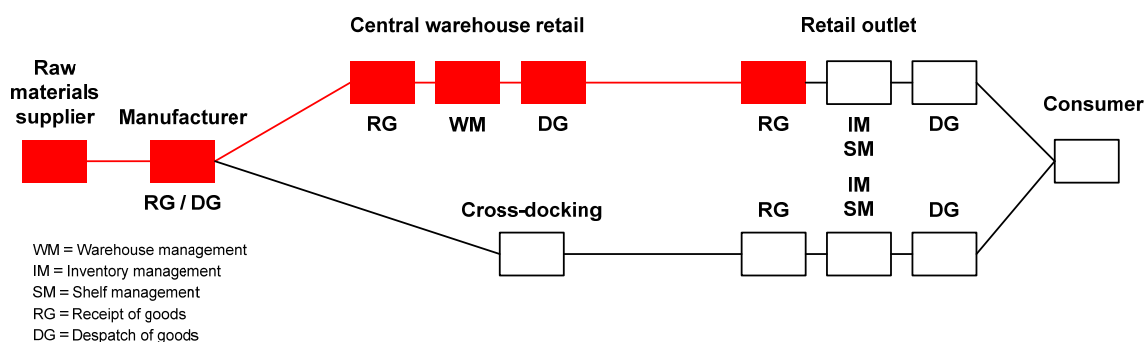 Central warehouse retail
Retail outlet
Raw
materials
supplier
Manufacturer
Consumer
RG
WM
DG
RG
IM
SM
DG
RG / DG
Cross-docking
RG
IM
SM
DG
WM = Warehouse management
IM = Inventory management
SM = Shelf management
RG = Receipt of goods
DG = Despatch of goods